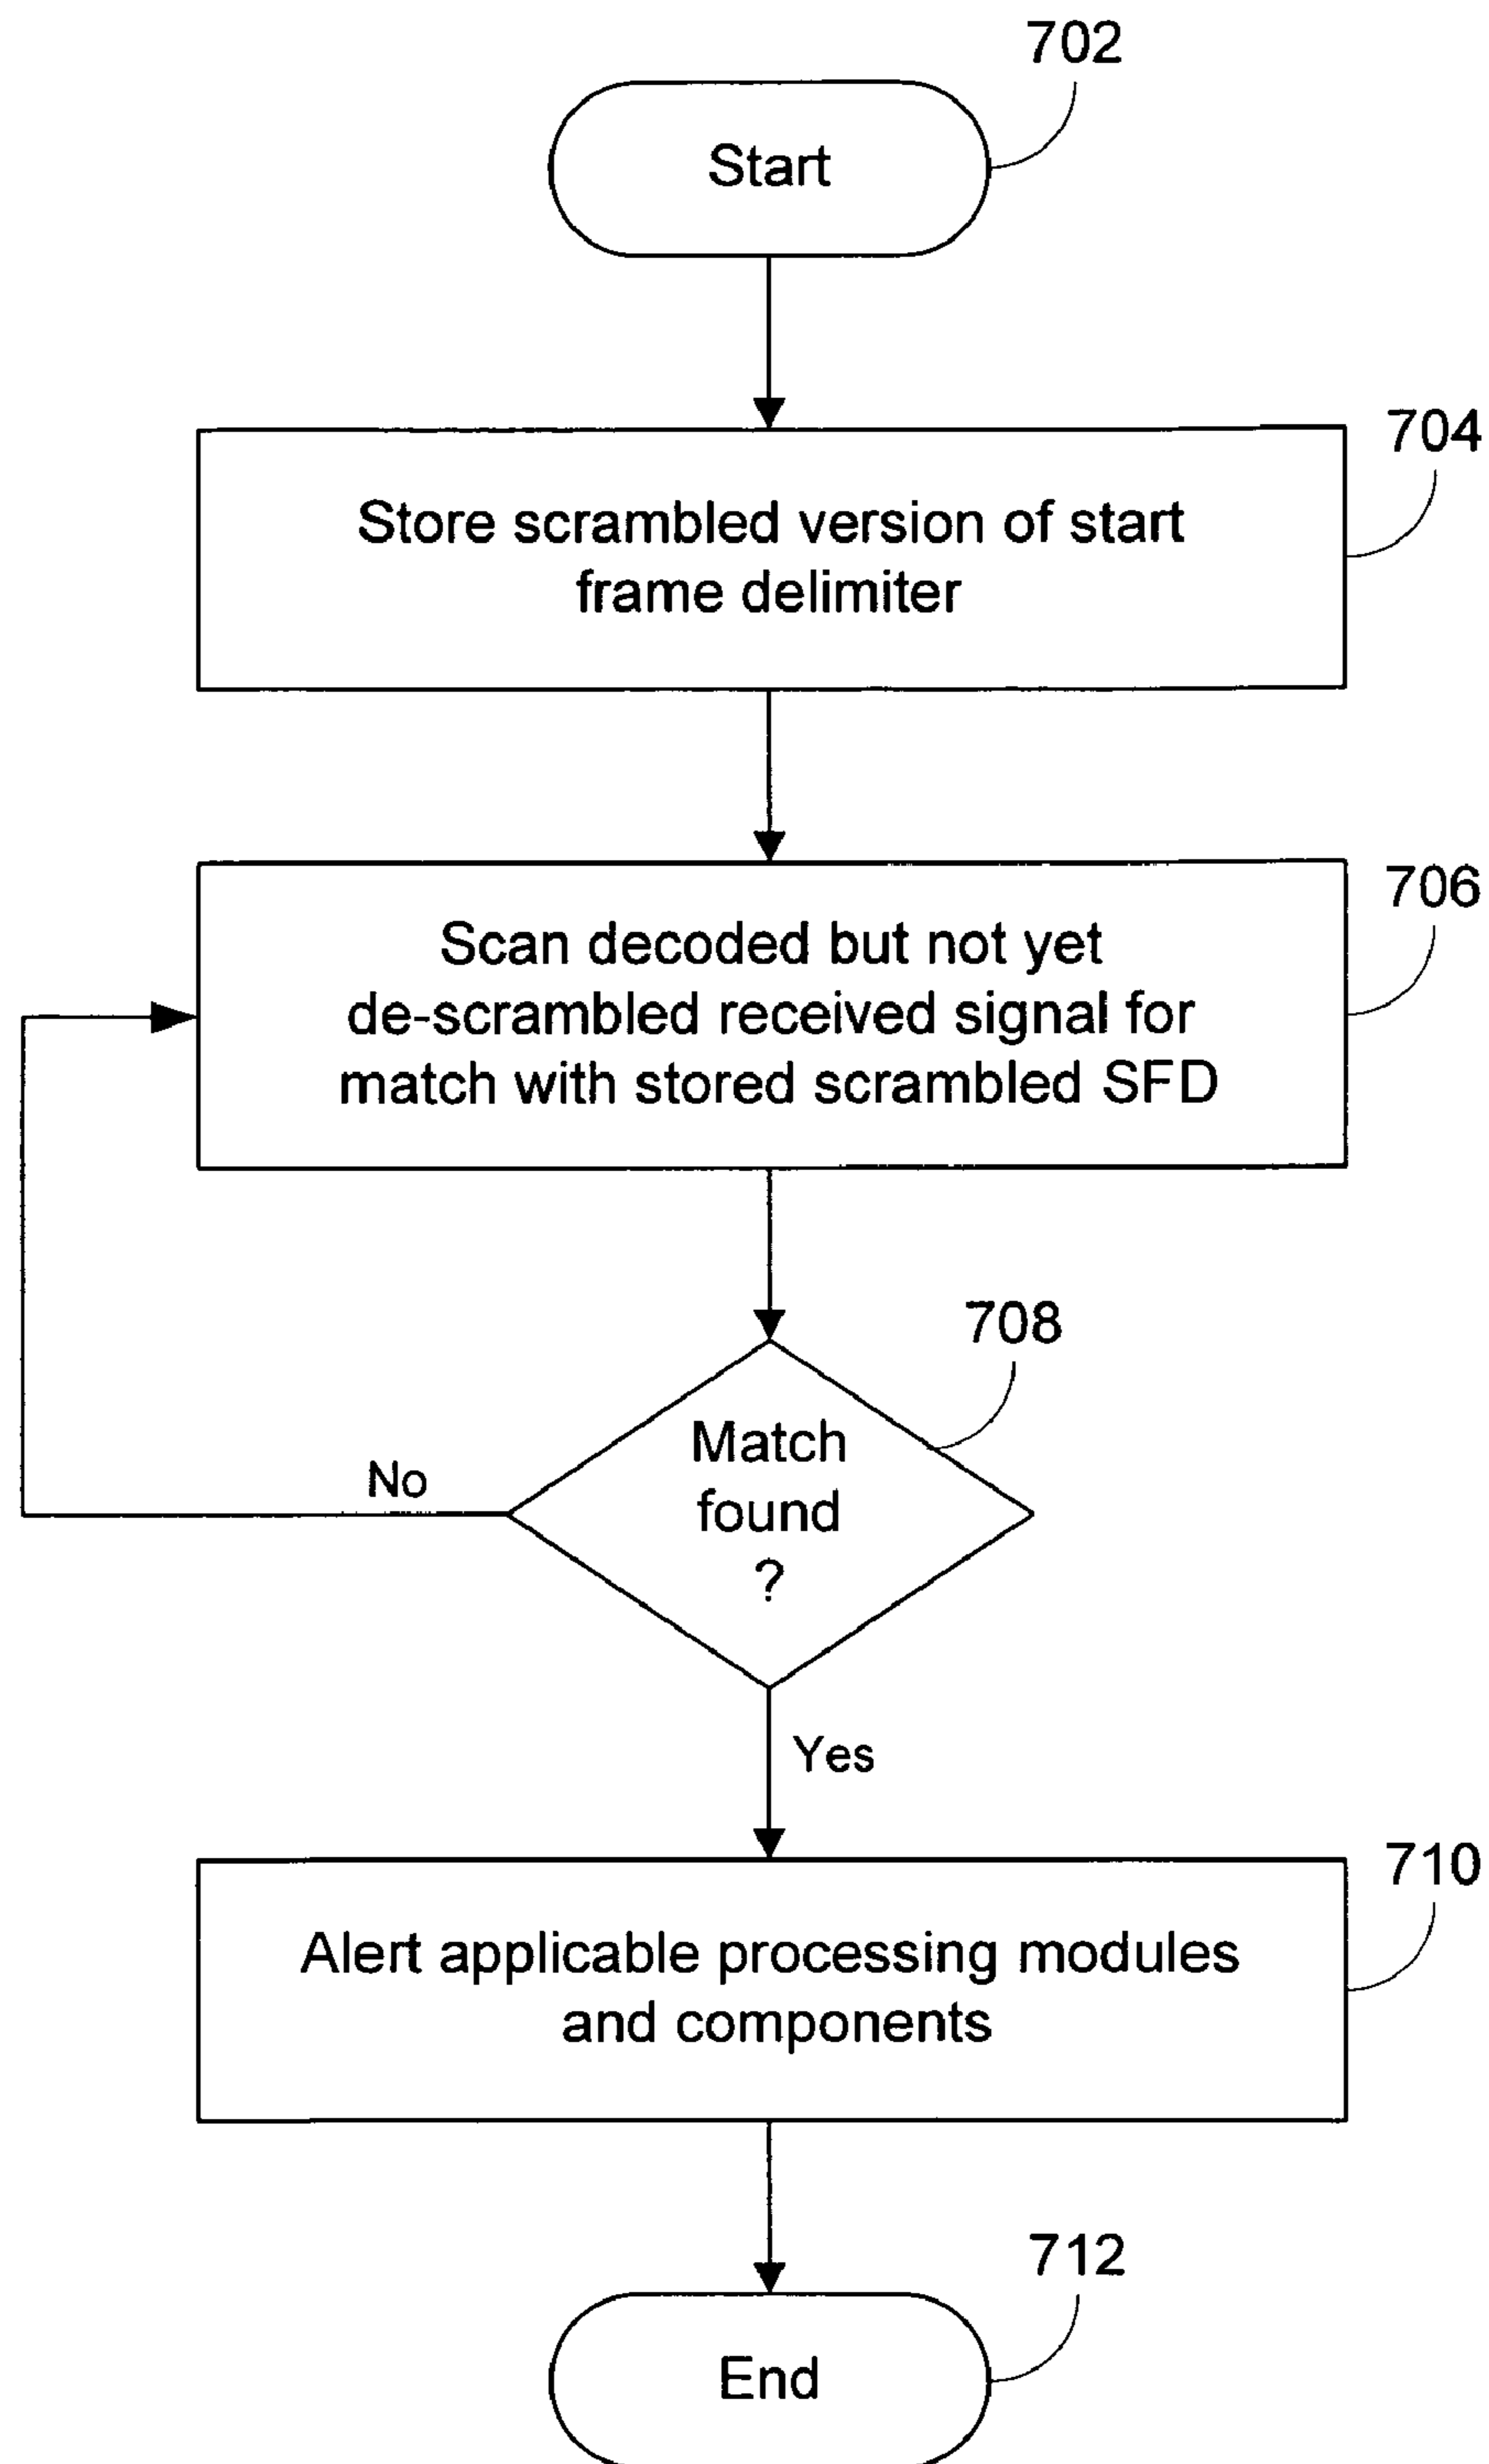 702
Start
704
Store scrambled version of start
frame delimiter
706
Scan decoded but not yet
de-scrambled received signal for
match with stored scrambled SFD
708
Match
found
?
No
Yes
710
Alert applicable processing modules
and components
712
End